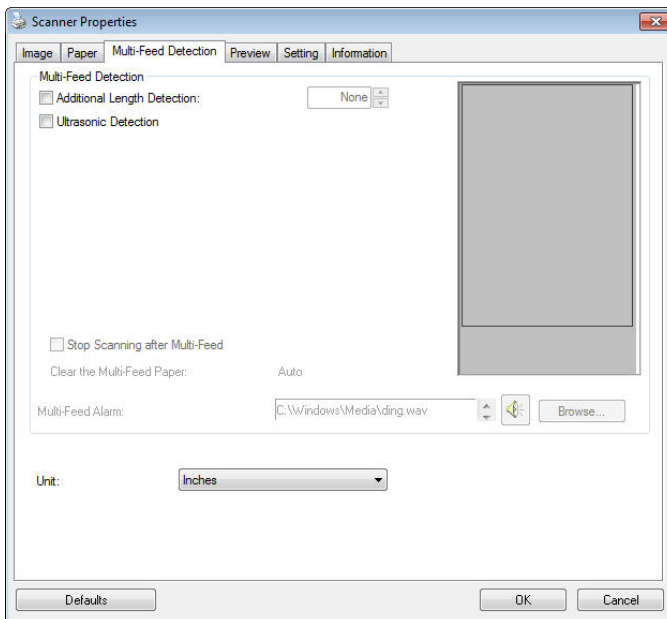 Scanner Properties
Image Paper Multi-Feed Detection Preview Setting Information
Multi-Feed Detection
Additional Length Detection: None
Ultrasonic Detection
Stop Scanning after Multi-Feed
Clear the Multi-Feed Paper: Auto
Multi-Feed Alarm: C:\Windows\Media\ding.wav Browse...
Unit: Inches
Defaults OK Cancel